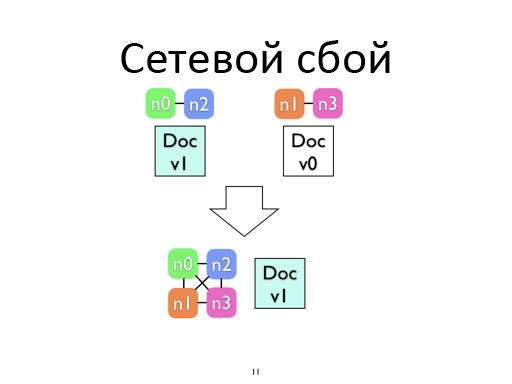 Сетевой сбой
n0 n2 n1 n3
Doc Doc
v1 v0
n0 n2
Doc
n1 n3 v1
11